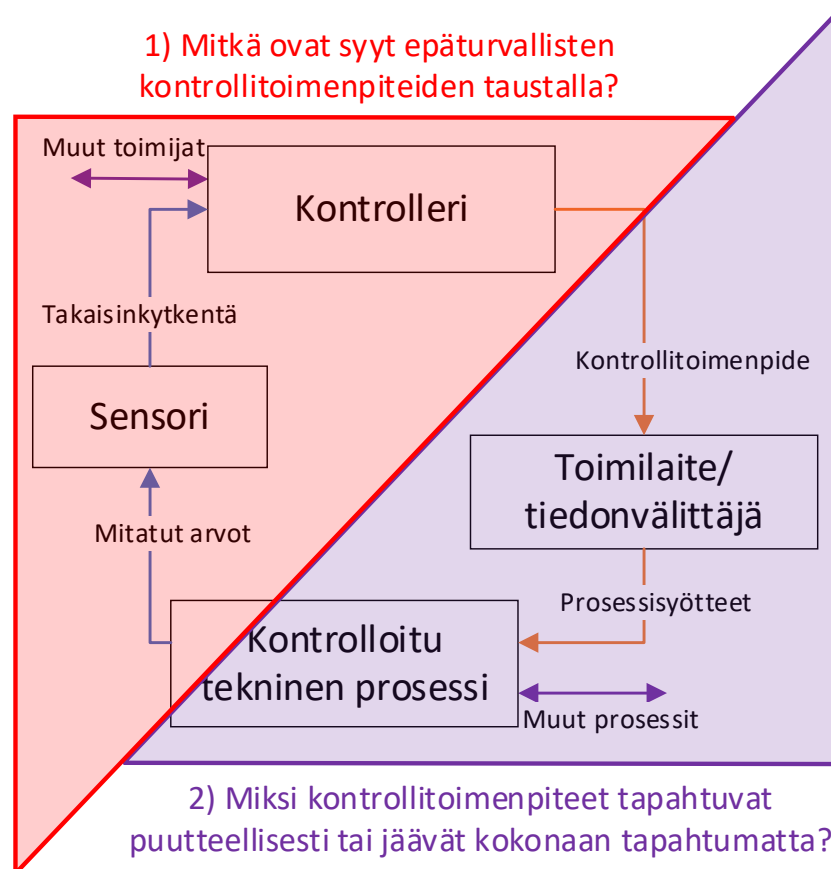 1) Mitkä ovat syyt epäturvallisten
kontrollitoimenpiteiden taustalla?
Muut toimijat
Kontrolleri
Takaisinkytkentä
Kontrollitoimenpide
Sensori
Toimilaite/
tiedonvälittäjä
Mitatut arvot
Prosessisyötteet
Kontrolloitu
tekninen prosessi
Muut prosessit
2) Miksi kontrollitoimenpiteet tapahtuvat
puutteellisesti tai jäävät kokonaan tapahtumatta?